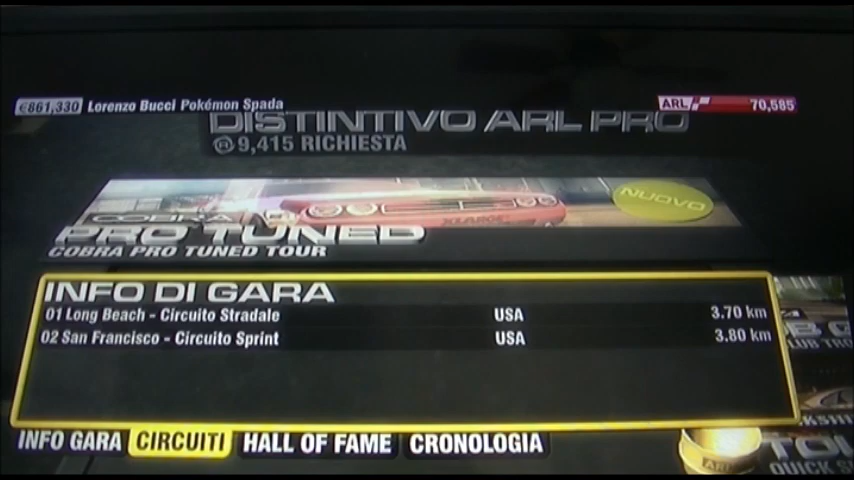 €861,330 Lorenzo Bucci Pokémon Spada
ARL 70,585
DISTINTIVO ARL PRO
® 9,415 RICHIESTA
NUOVO
COBRA
PRO TUNED
COBRA PRO TUNED TOUR
INFO DI GARA
01 Long Beach - Circuito Stradale USA 3.70 km
02 San Francisco - Circuito Sprint USA 3.80 km
INFO GARA CIRCUITI HALL OF FAME CRONOLOGIA